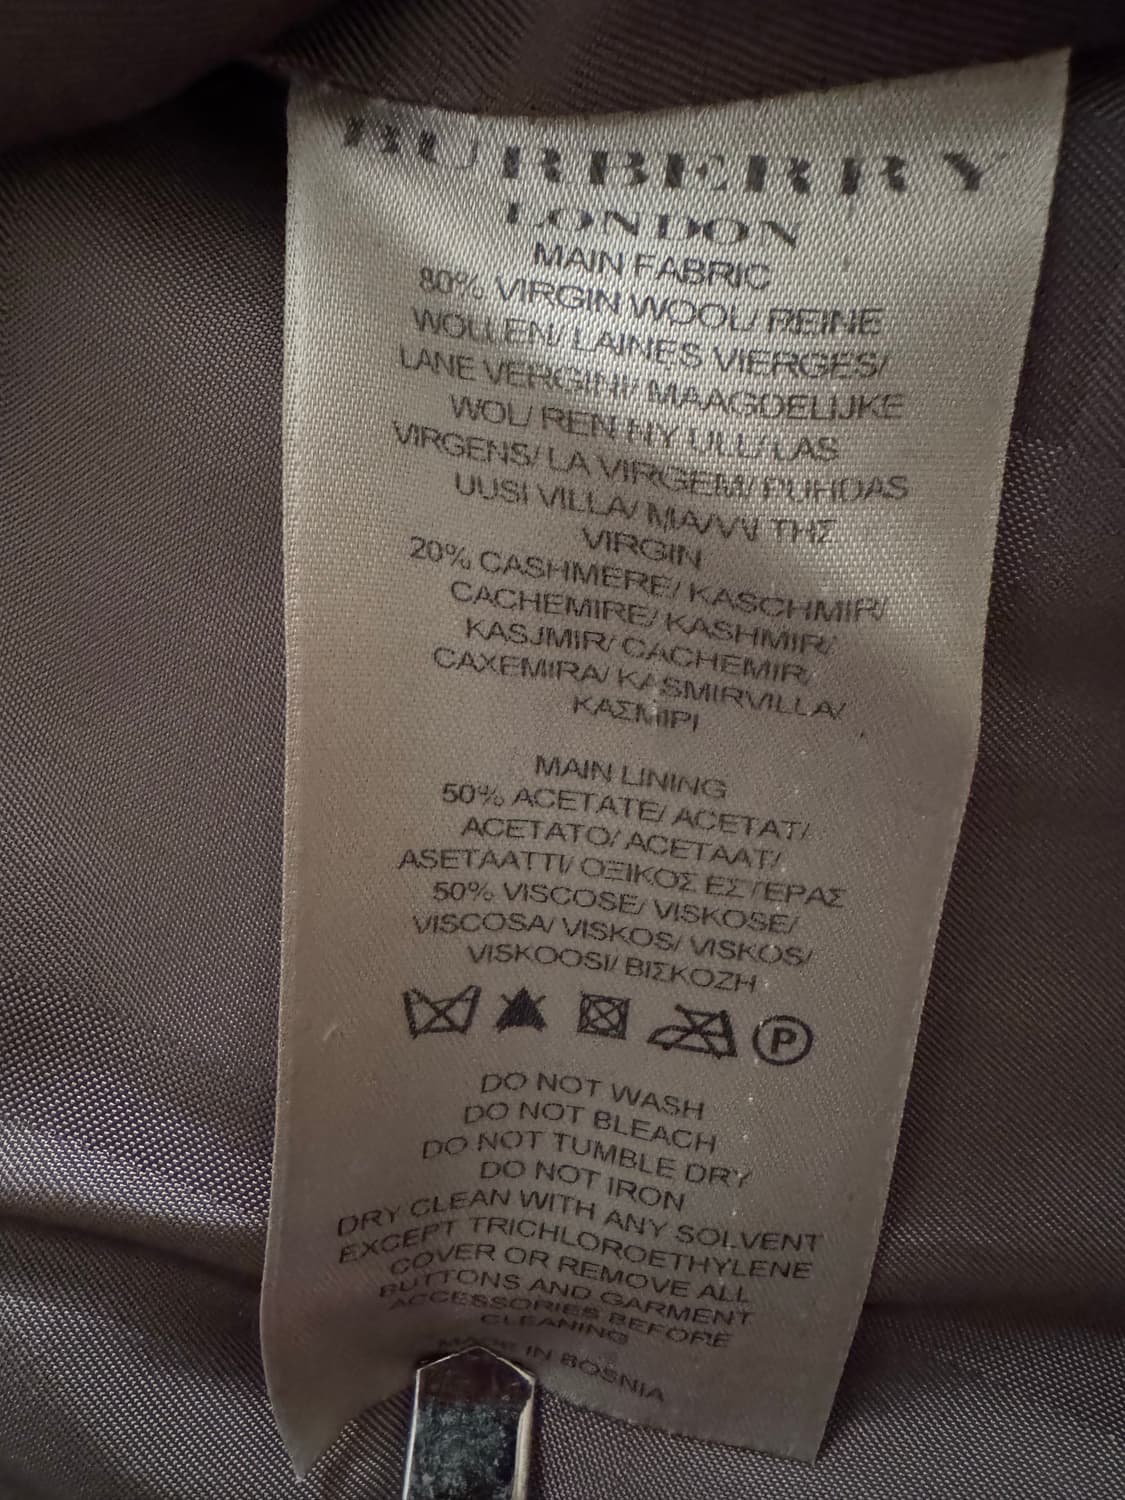 BURBERRY
LONDON
MAIN FABRIC
80% VIRGIN WOOL/ REINE
WOLLEN/ LAINES VIERGES/
LANE VERGINI/ MAAGDELIJKE
WOL/ REN NY ULL/ LAS
VIRGENS/ LA VIRGEM/ PUHDAS
UUSI VILLA/ ΤΗΣ
VIRGIN
20% CASHMERE/ KASCHMIR/
CACHEMIRE/ KASHMIR/
KASJMIR/ CACHEMIR/
CAXEMIRA/ KASMIRVILLA/
ΚΑΣΜΙΡΙ
MAIN LINING
50% ACETATE/ ACETAT/
ACETATO/ ACETAAT/
ASETAATTI/ ΟΞΙΚΟΣ ΕΣΤΕΡΑΣ
50% VISCOSE/ VISKOSE/
VISCOSA/ VISKOS/ VISKOS/
VISKOOSI/ ΒΙΣΚΟΖΗ
P
DO NOT WASH
DO NOT BLEACH
DO NOT TUMBLE DRY
DO NOT IRON
DRY CLEAN WITH ANY SOLVENT
EXCEPT TRICHLOROETHYLENE
COVER OR REMOVE ALL
BUTTONS AND GARMENT
ACCESSORIES BEFORE
CLEANING
MADE IN BOSNIA